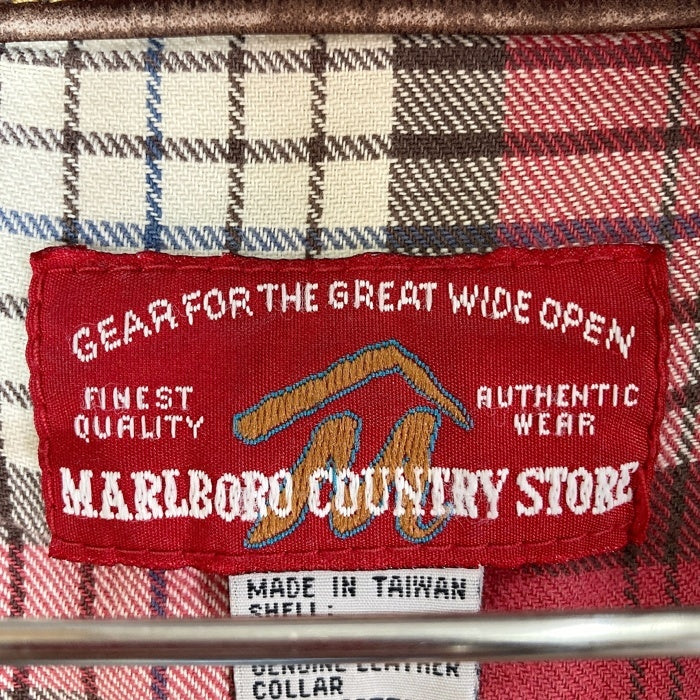 GEAR FOR THE GREAT WIDE OPEN
FINEST
QUALITY
AUTHENTIC
WEAR
MARLBORO COUNTRY STORE
MADE IN TAIWAN
SHELL:
GENUINE LEATHER
COLLAR